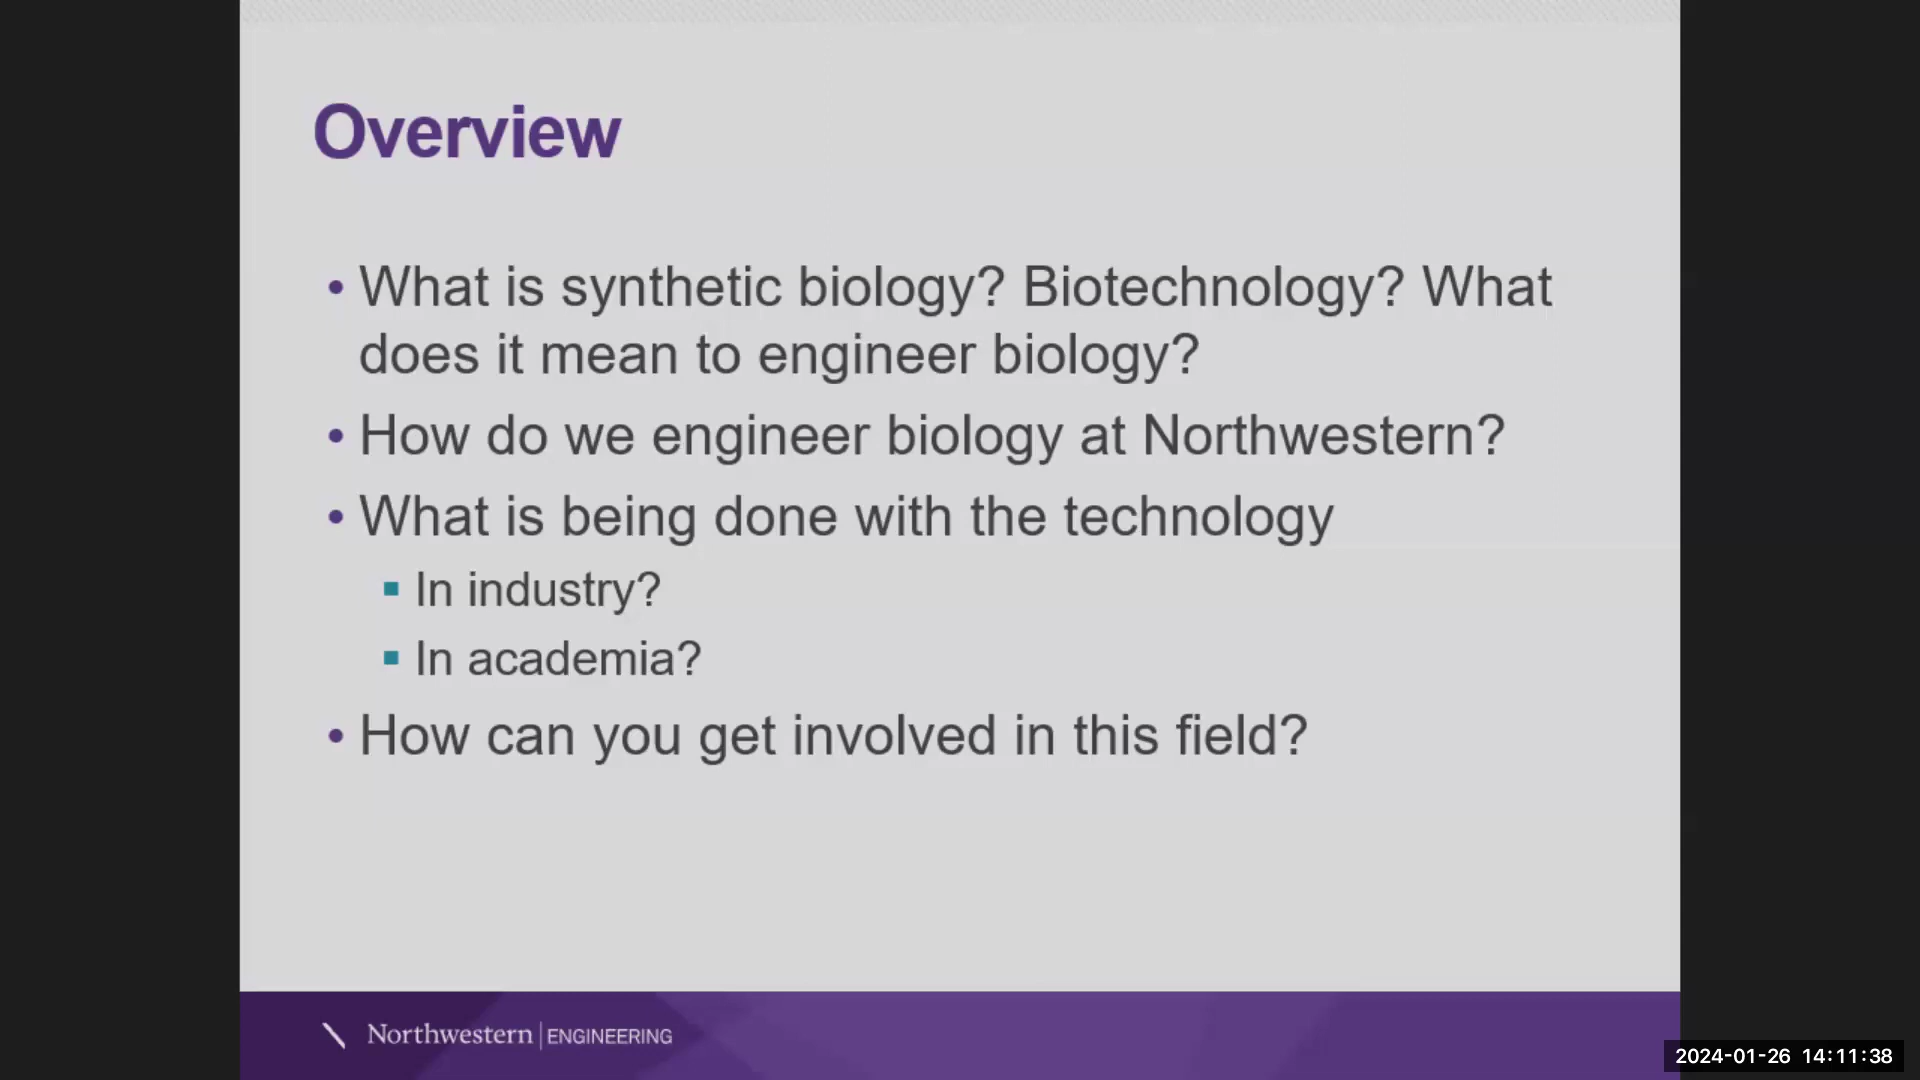 Overview
• What is synthetic biology? Biotechnology? What
does it mean to engineer biology?
• How do we engineer biology at Northwestern?
• What is being done with the technology
▪ In industry?
▪ In academia?
• How can you get involved in this field?
Northwestern | ENGINEERING
2024-01-26 14:11:38